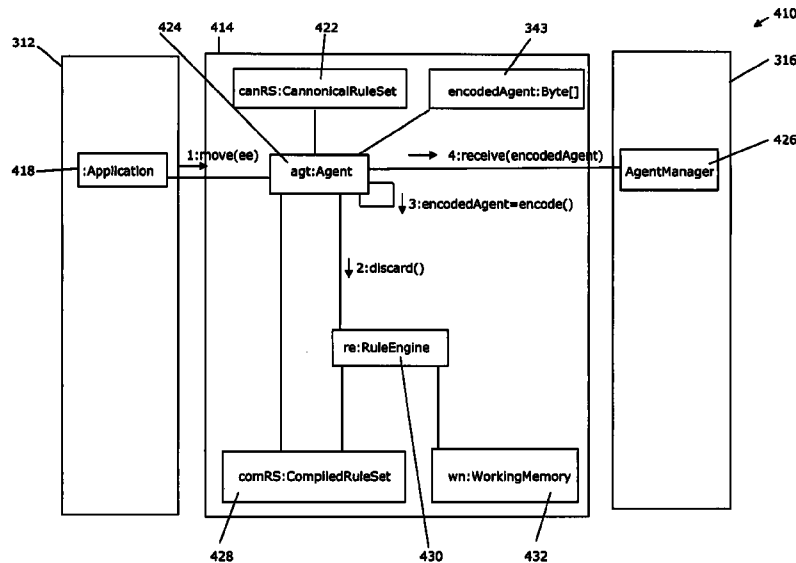 410
424
414
422
343
312
316
canRS:CannonicalRuleSet
encodedAgent:Byte[]
1:move(ee)
4:receive(encodedAgent)
426
418
:Application
agt:Agent
AgentManager
3:encodedAgent=encode()
2:discard()
re:RuleEngine
comRS:CompiledRuleSet
wn:WorkingMemory
428
430
432